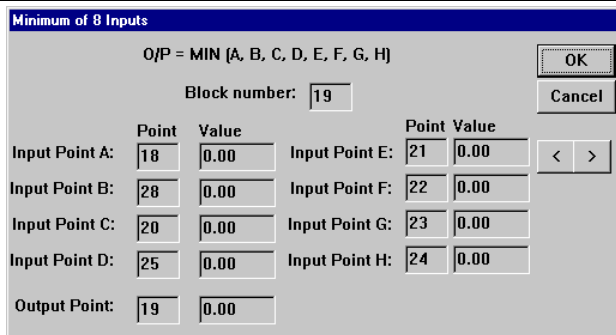 Minimum of 8 Inputs
O/P = MIN (A, B, C, D, E, F, G, H)
OK
Block number: 19
Cancel
Point Value Point Value
Input Point A: 18 0.00 Input Point E: 21 0.00
< >
Input Point B: 28 0.00 Input Point F: 22 0.00
Input Point C: 20 0.00 Input Point G: 23 0.00
Input Point D: 25 0.00 Input Point H: 24 0.00
Output Point: 19 0.00